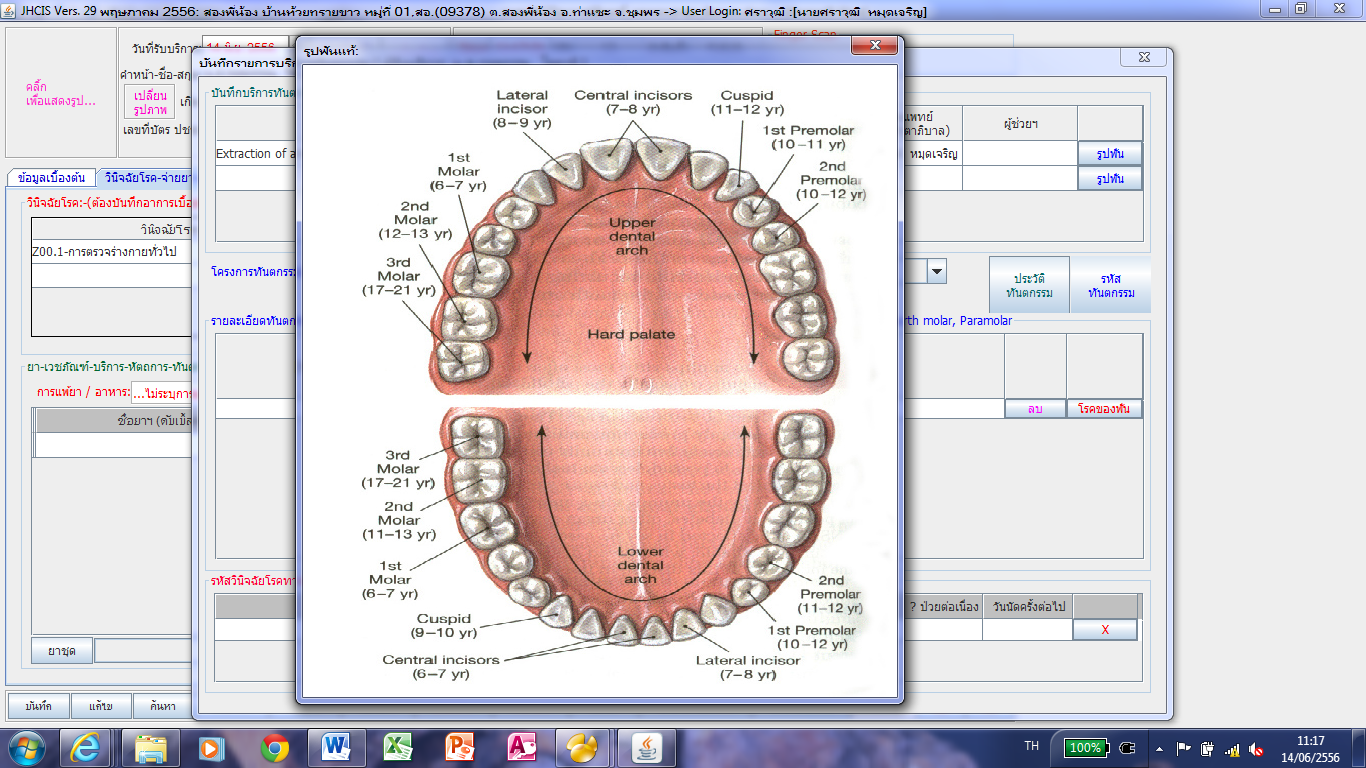 JHCIS Vers. 29 พฤษภาคม 2556: สองพี่น้อง บ้านห้วยทรายขาว หมู่ที่ 01.สอ.(09378) ต.สองพี่น้อง อ.ท่าแซะ จ.ชุมพร -> User Login: ศราวุฒิ :[นายศราวุฒิ หมุดเจริญ]
วันที่รับบริการ
14 มิ.ย. 2556
Finger Scan
คำหน้า-ชื่อ-สกุ
คลิ๊ก
เพื่อแสดงรูป...
เปลี่ยน
รูปภาพ
เลขที่บัตร ปช
ข้อมูลเบื้องต้น
วินิจฉัยโรค-จ่ายยา
วินิจฉัยโรค:-(ต้องบันทึกอาการเบื้อ
วินิจฉัยโร
Z00.1-การตรวจร่างกายทั่วไป
ยา-เวชภัณฑ์-บริการ-หัตถการ-ทันต
การแพ้ยา / อาหาร:
...ไม่ระบุการ
ชื่อยาฯ (ดับเบิ้ล
ยาชุด
บันทึก
แก้ไข
ค้นหา
บันทึกรายการบริก
บันทึกบริการทันต
แพทย์
ตาภิบาล)
ผู้ช่วยฯ
Extraction of a
หมุดเจริญ
รูปฟัน
รูปฟัน
โครงการทันตกรรม
ประวัติ
ทันตกรรม
รหัส
ทันตกรรม
รายละเอียดทันตก
rth molar, Paramolar
ลบ
โรคของฟัน
รหัสวินิจฉัยโรคทา
? ป่วยต่อเนื่อง
วันนัดครั้งต่อไป
X
รูปฟันแท้:
Lateral
incisor
(8–9 yr)
Central incisors
(7–8 yr)
Cuspid
(11–12 yr)
1st Premolar
(10–11 yr)
2nd
Premolar
(10–12 yr)
1st
Molar
(6–7 yr)
2nd
Molar
(12–13 yr)
3rd
Molar
(17–21 yr)
Upper
dental
arch
Hard palate
3rd
Molar
(17–21 yr)
2nd
Molar
(11–13 yr)
1st
Molar
(6–7 yr)
Cuspid
(9–10 yr)
Central incisors
(6–7 yr)
Lower
dental
arch
2nd
Premolar
(11–12 yr)
1st Premolar
(10–12 yr)
Lateral incisor
(7–8 yr)
TH
100%
11:17
14/06/2556